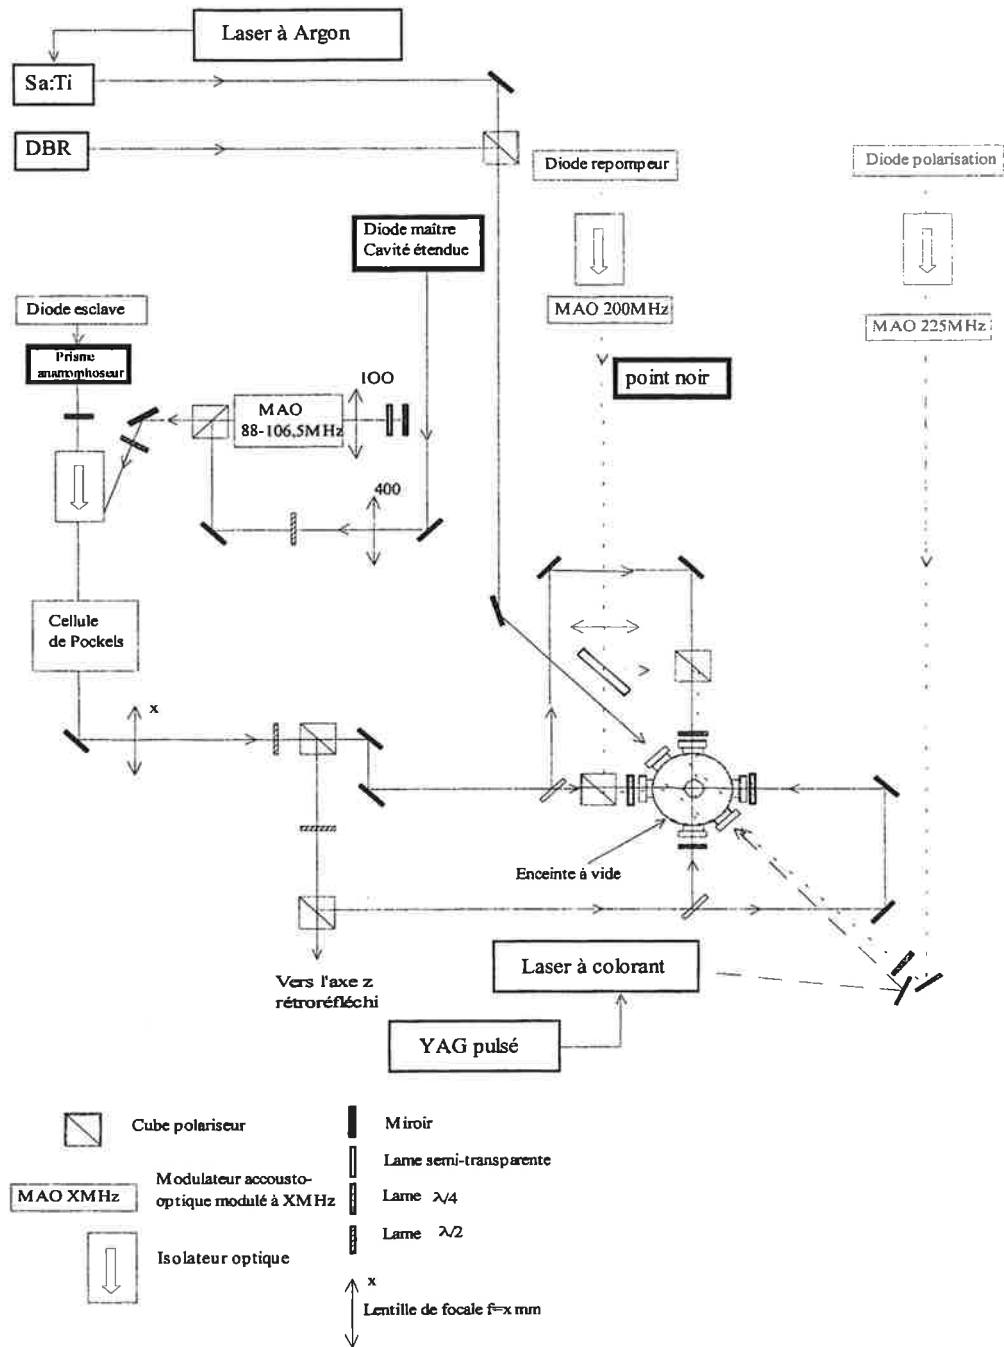 Laser à Argon
Sa:Ti
DBR
Diode repompeur
Diode polarisation
Diode maître
Cavité étendue
Diode esclave
MAO 200MHz
MAO 225MHz
Prisme
anamorphoseur
point noir
100
MAO
88-106,5MHz
400
Cellule
de Pockels
x
Enceinte à vide
Laser à colorant
Vers l'axe z
rétroréfléchi
YAG pulsé
Cube polariseur
Miroir
Lame semi-transparente
MAO XMHz
Modulateur accousto-
optique modulé à XMHz
Lame λ/4
Lame λ/2
Isolateur optique
x
Lentille de focale f=x mm